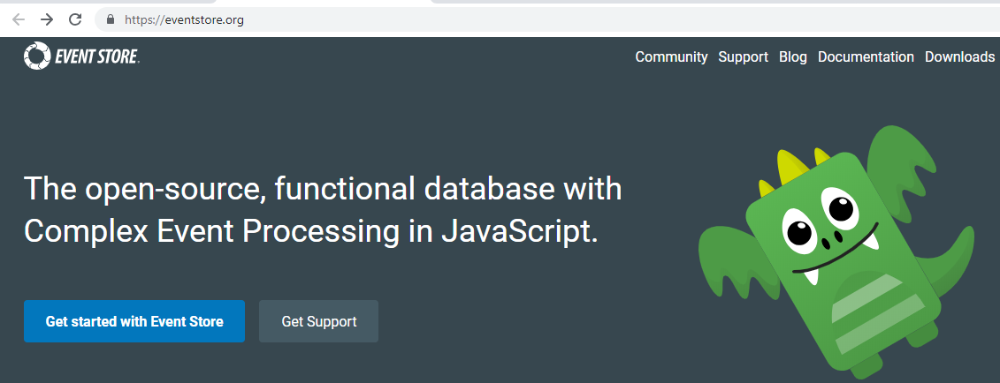 https://eventstore.org
EVENT STORE.
Community Support Blog Documentation Downloads
The open-source, functional database with
Complex Event Processing in JavaScript.
Get started with Event Store
Get Support